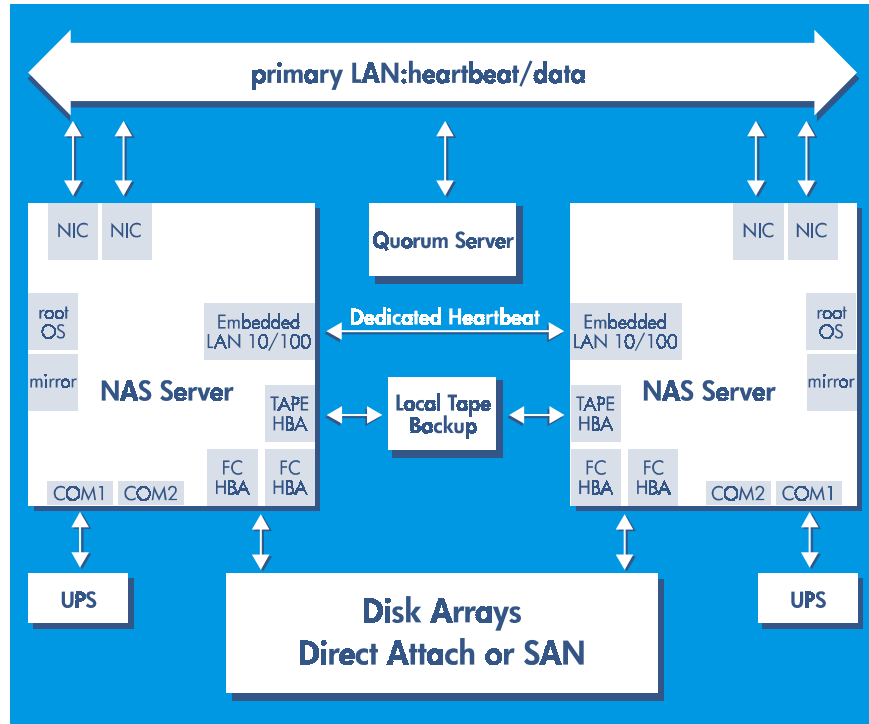 primary LAN:heartbeat/data
NIC
NIC
Quorum Server
NIC
NIC
root
OS
Embedded
LAN 10/100
Dedicated Heartbeat
Embedded
LAN 10/100
root
OS
mirror
NAS Server
TAPE
HBA
Local Tape
Backup
TAPE
HBA
NAS Server
mirror
FC
HBA
FC
HBA
FC
HBA
FC
HBA
COM1
COM2
COM2
COM1
UPS
Disk Arrays
Direct Attach or SAN
UPS